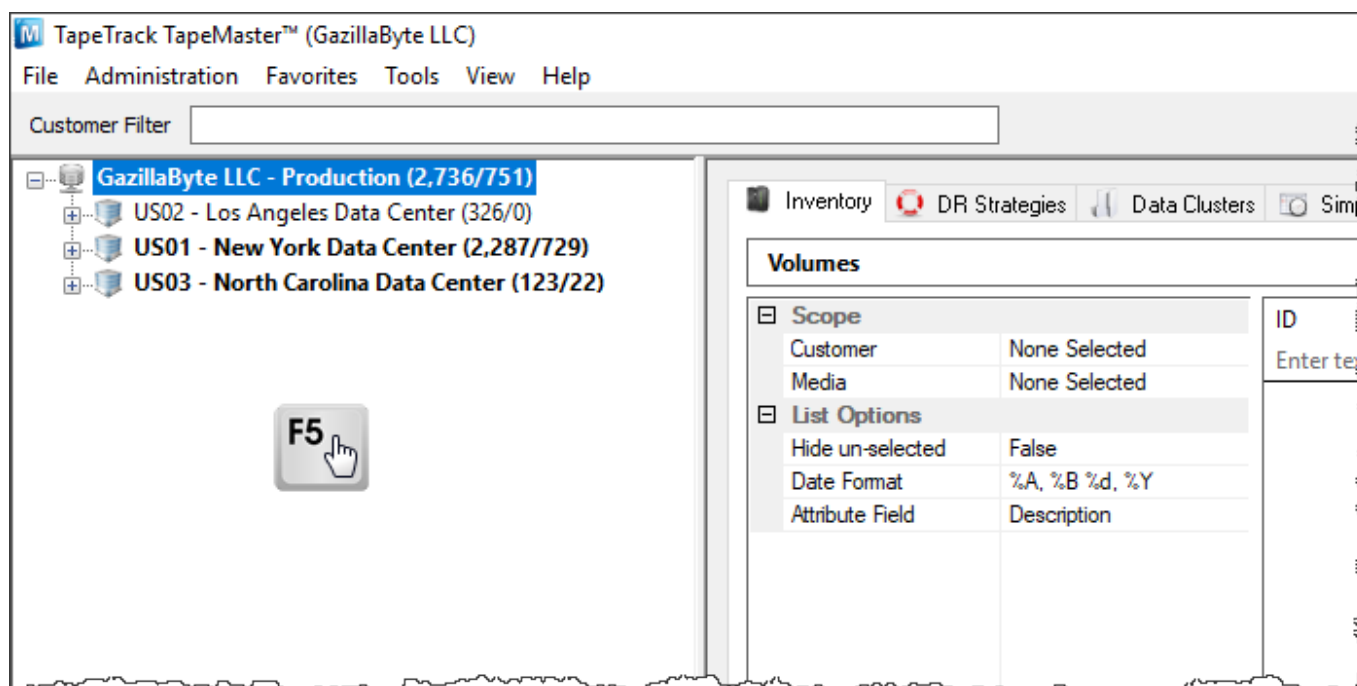 TapeTrack TapeMaster™ (GazillaByte LLC)
File Administration Favorites Tools View Help
Customer Filter
GazillaByte LLC - Production (2,736/751)
US02 - Los Angeles Data Center (326/0)
US01 - New York Data Center (2,287/729)
US03 - North Carolina Data Center (123/22)
F5
Inventory DR Strategies Data Clusters
Volumes
Scope
Customer None Selected
Media None Selected
List Options
Hide un-selected False
Date Format %A, %B %d, %Y
Attribute Field Description
ID
Enter